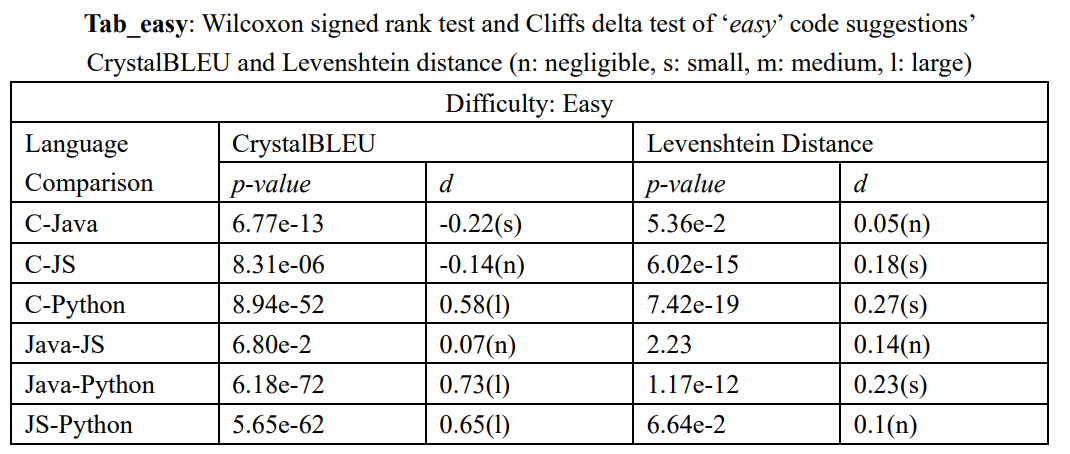 Tab_easy: Wilcoxon signed rank test and Cliffs delta test of ‘easy’ code suggestions’
CrystalBLEU and Levenshtein distance (n: negligible, s: small, m: medium, l: large)
Difficulty: Easy
Language Comparison CrystalBLEU Levenshtein Distance
p-value d p-value d
C-Java 6.77e-13 -0.22(s) 5.36e-2 0.05(n)
C-JS 8.31e-06 -0.14(n) 6.02e-15 0.18(s)
C-Python 8.94e-52 0.58(l) 7.42e-19 0.27(s)
Java-JS 6.80e-2 0.07(n) 2.23 0.14(n)
Java-Python 6.18e-72 0.73(l) 1.17e-12 0.23(s)
JS-Python 5.65e-62 0.65(l) 6.64e-2 0.1(n)